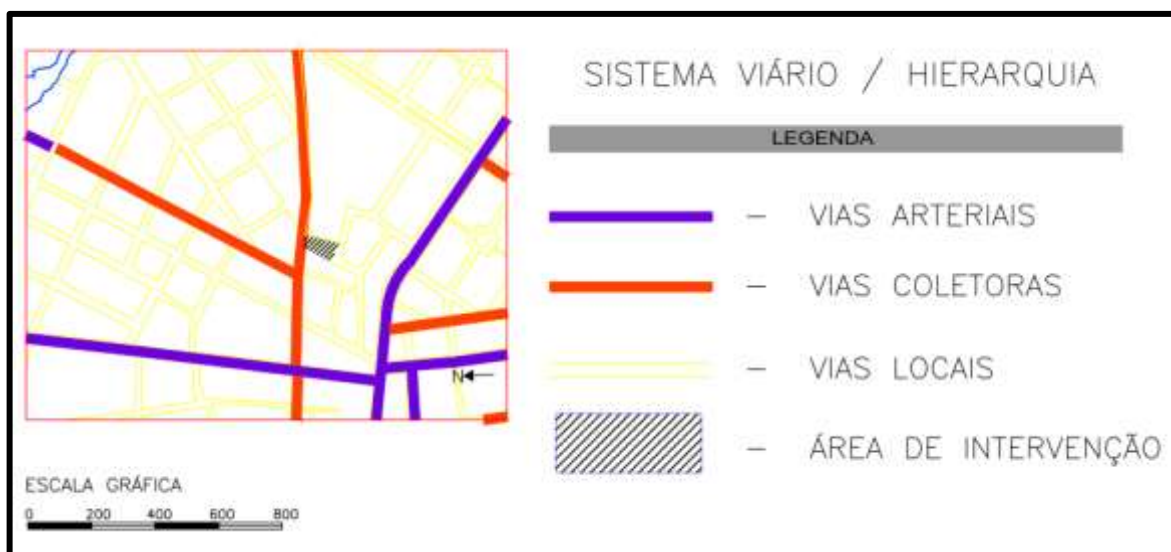 SISTEMA VIÁRIO / HIERARQUIA
LEGENDA
— VIAS ARTERIAIS
— VIAS COLETORAS
— VIAS LOCAIS
— ÁREA DE INTERVENÇÃO
N
ESCALA GRÁFICA
0 200 400 600 800